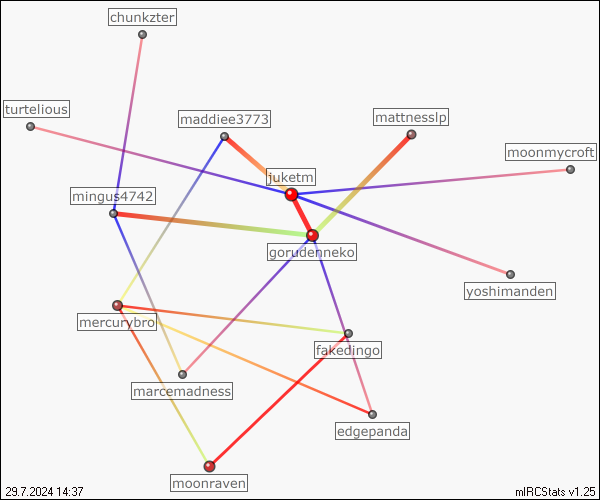 chunkzter
turtelious
maddiee3773
mattnesslp
moonmycroft
juketm
mingus4742
gorudenneko
yoshimanden
mercurybro
fakedingo
marcemadness
edgepanda
moonraven
29.7.2024 14:37
mIRCStats v1.25